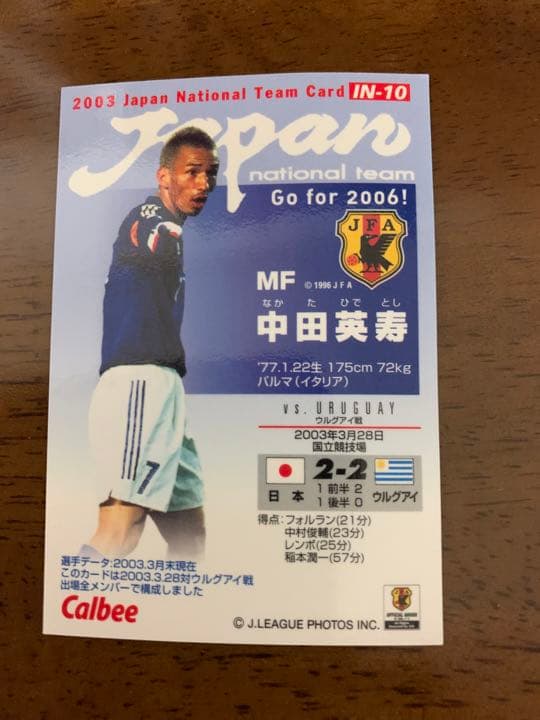 2003 Japan National Team Card IN-10
Japan
national team
Go for 2006!
JFA
MF ©1996 JFA
なか た ひで とし
中田英寿
'77.1.22生 175cm 72kg
パルマ(イタリア)
vs. URUGUAY
ウルグアイ戦
2003年3月28日
国立競技場
2-2
日本 1 前半 2 ウルグアイ
1 後半 0
得点:フォルラン(21分)
中村俊輔(23分)
レンボ(25分)
稲本潤一(57分)
7
選手データ:2003.3月末現在
このカードは2003.3.28対ウルグアイ戦
出場全メンバーで構成しました
Calbee
© J.LEAGUE PHOTOS INC.